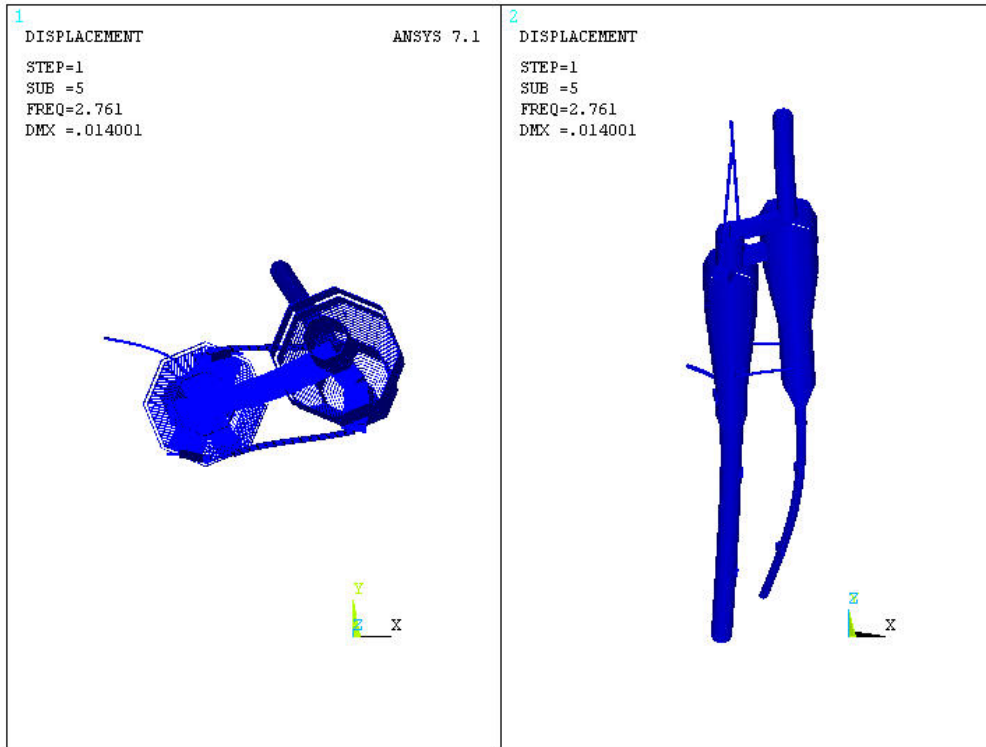 1
DISPLACEMENT ANSYS 7.1
STEP=1
SUB =5
FREQ=2.761
DMX =.014001
Y
Z X
2
DISPLACEMENT
STEP=1
SUB =5
FREQ=2.761
DMX =.014001
Z
X